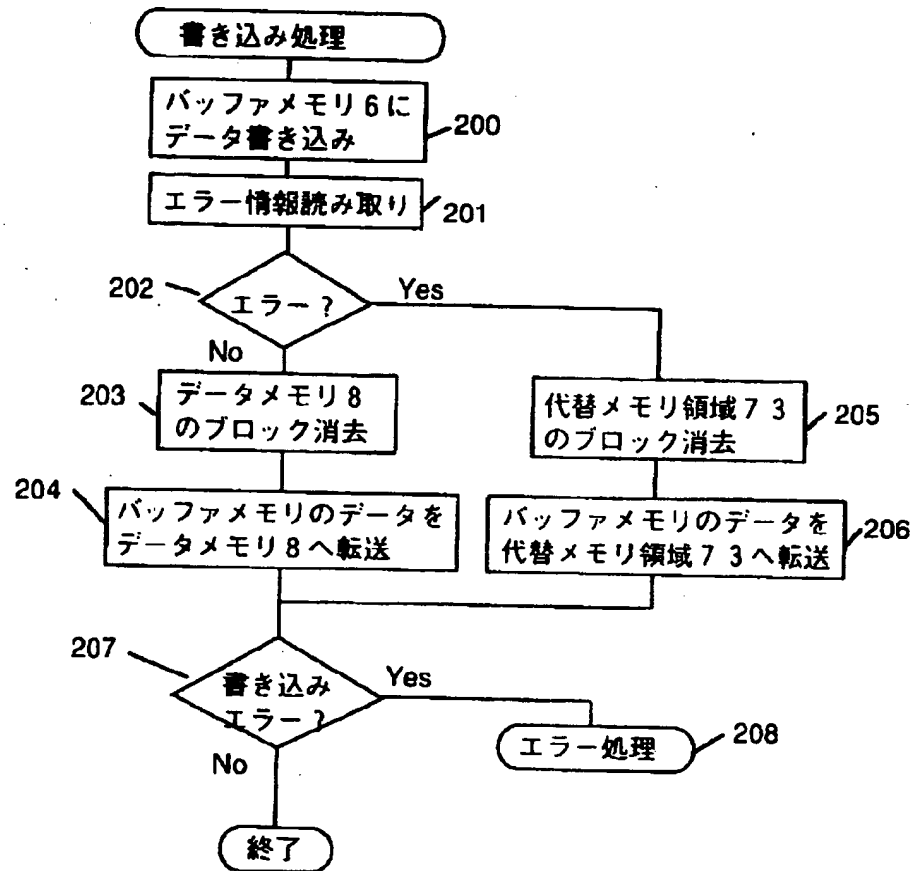 書き込み処理
バッファメモリ6に
データ書き込み
200
エラー情報読み取り
201
202
エラー?
Yes
No
203
データメモリ8
のブロック消去
代替メモリ領域73
のブロック消去
205
204
バッファメモリのデータを
データメモリ8へ転送
バッファメモリのデータを
代替メモリ領域73へ転送
206
207
書き込み
エラー?
Yes
No
エラー処理
208
終了